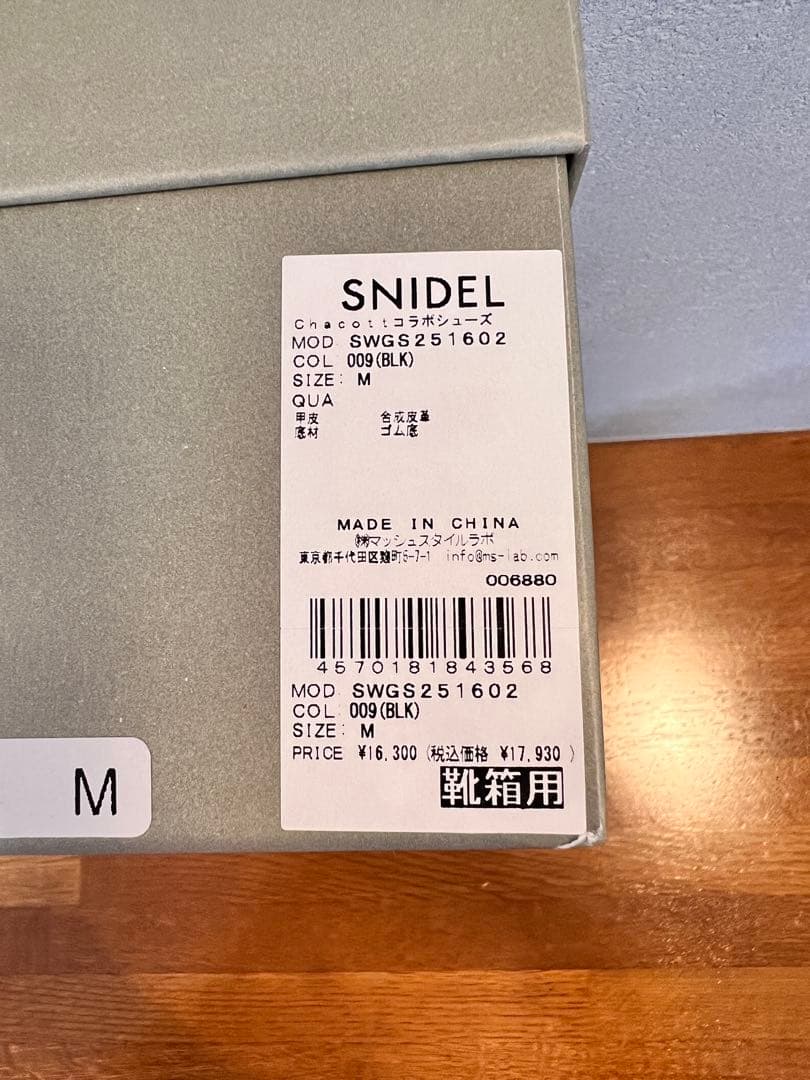 SNIDEL
Chacottコラボシューズ
MOD SWGS251602
COL 009(BLK)
SIZE: M
QUA
甲皮 合成皮革
底材 ゴム底
MADE IN CHINA
㈱マッシュスタイルラボ
東京都千代田区麹町5-7-1 info@ms-lab.com
006880
4570181843568
MOD SWGS251602
COL 009(BLK)
SIZE: M
PRICE ¥16,300 (税込価格 ¥17,930 )
靴箱用
M